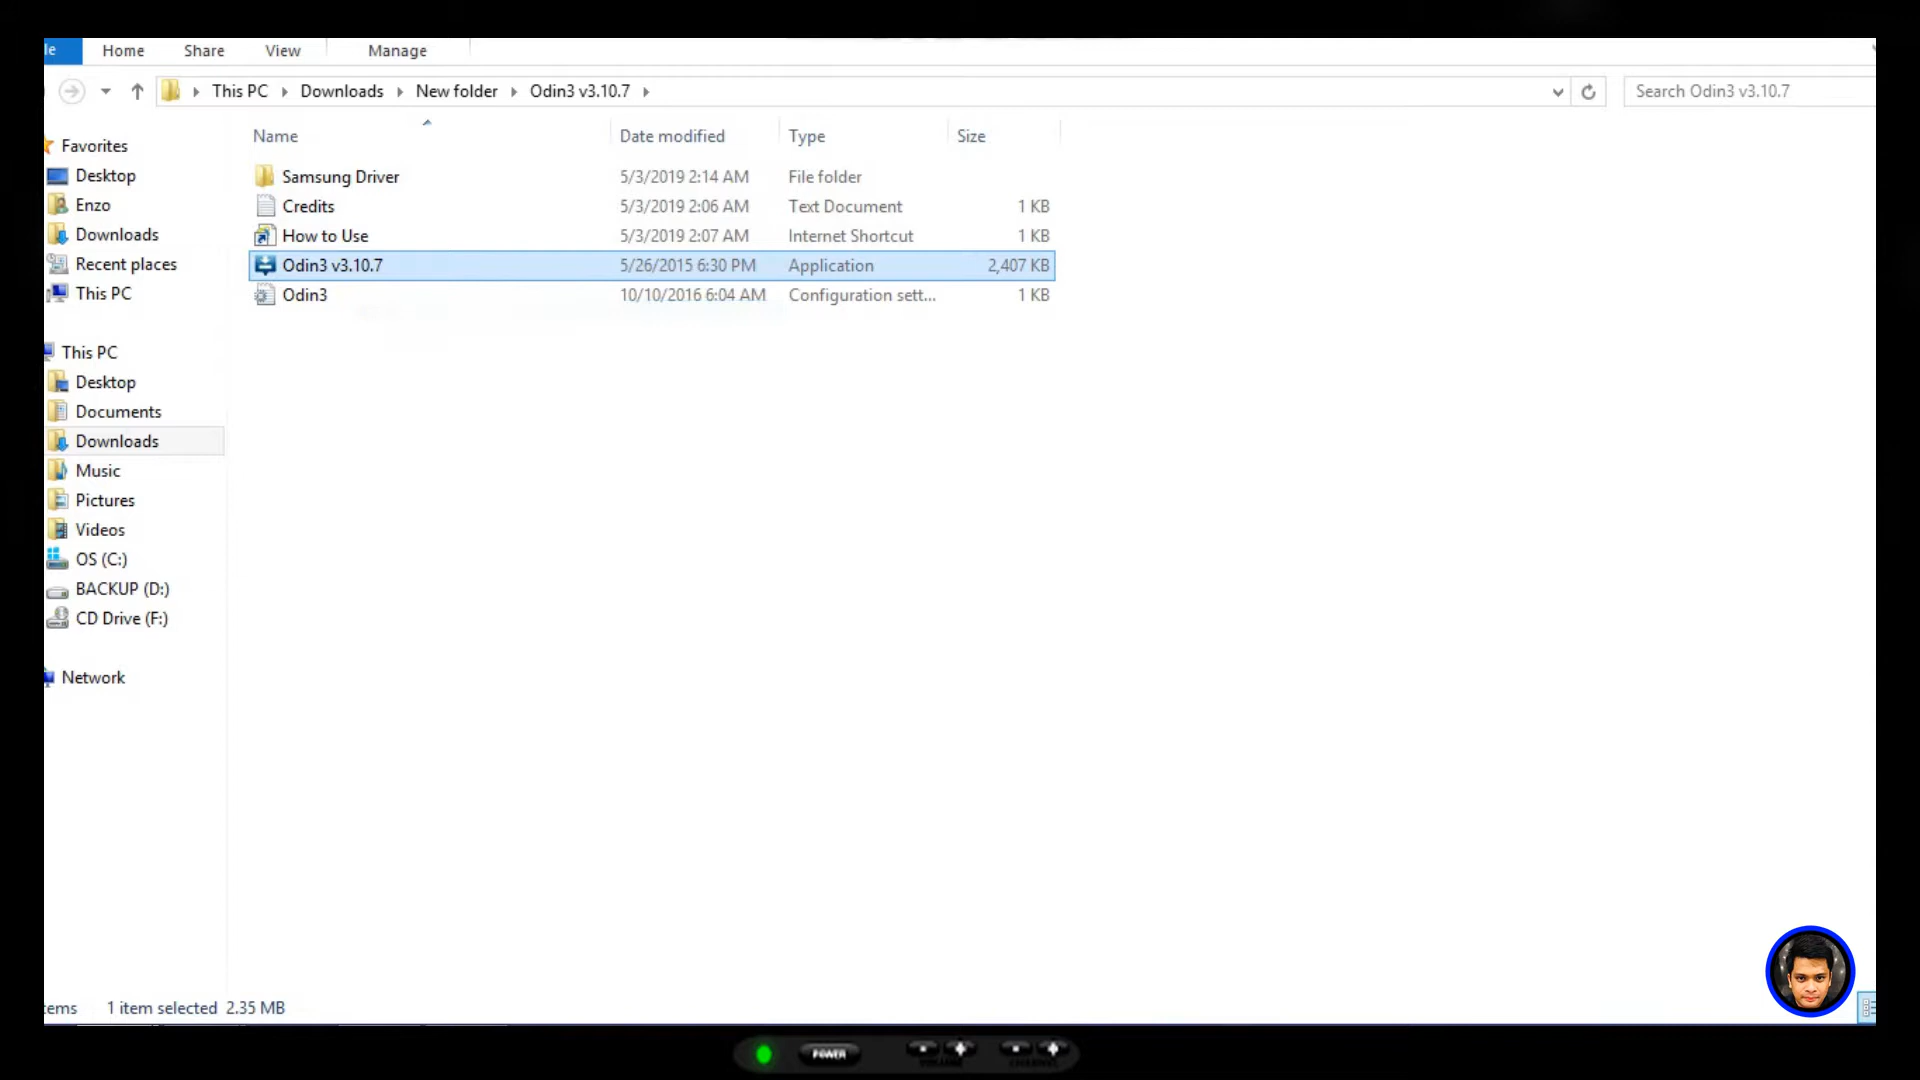 le Home Share View Manage
This PC Downloads New folder Odin3 v3.10.7 Search Odin3 v3.10.7
Name Date modified Type Size
Favorites
Desktop
Enzo
Downloads
Recent places
This PC
This PC
Desktop
Documents
Downloads
Music
Pictures
Videos
OS (C:)
BACKUP (D:)
CD Drive (F:)
Network
Samsung Driver 5/3/2019 2:14 AM File folder
Credits 5/3/2019 2:06 AM Text Document 1 KB
How to Use 5/3/2019 2:07 AM Internet Shortcut 1 KB
Odin3 v3.10.7 5/26/2015 6:30 PM Application 2,407 KB
Odin3 10/10/2016 6:04 AM Configuration sett... 1 KB
tems 1 item selected 2.35 MB
POWER